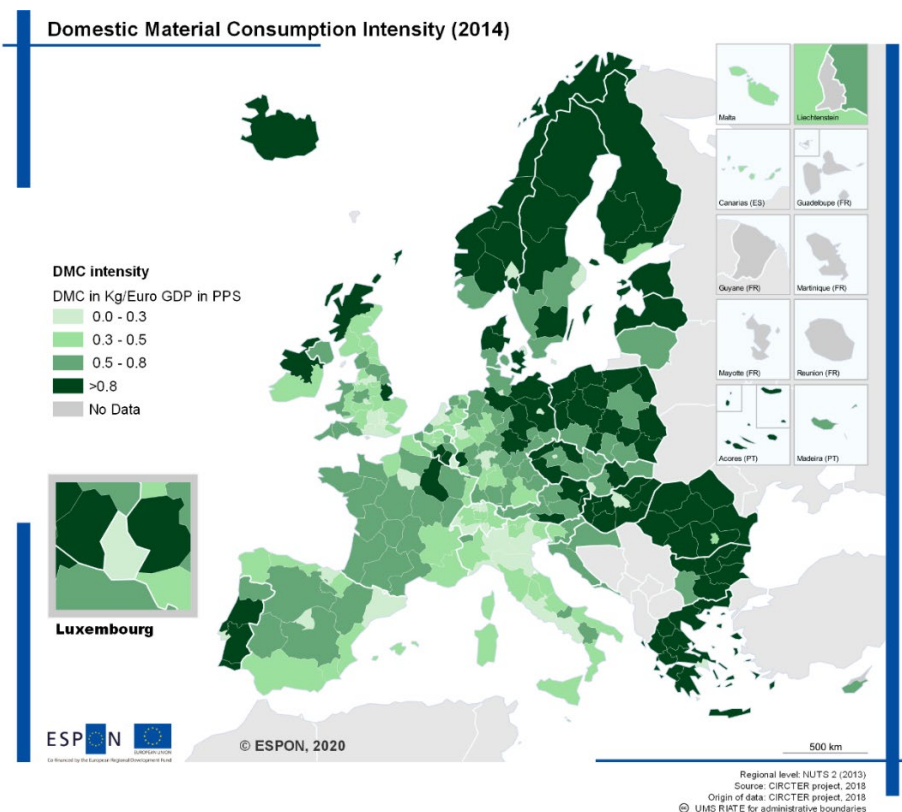 Domestic Material Consumption Intensity (2014)
Malta
Liechtenstein
Canarias (ES)
Guadeloupe (FR)
Guyane (FR)
Martinique (FR)
Mayotte (FR)
Reunion (FR)
Acores (PT)
Madeira (PT)
DMC intensity
DMC in Kg/Euro GDP in PPS
0.0 - 0.3
0.3 - 0.5
0.5 - 0.8
>0.8
No Data
Luxembourg
ESPON
EUROPEAN UNION
Co-financed by the European Regional Development Fund
© ESPON, 2020
500 km
Regional level: NUTS 2 (2013)
Source: CIRCTER project, 2018
Origin of data: CIRCTER project, 2018
UMS RIATE for administrative boundaries